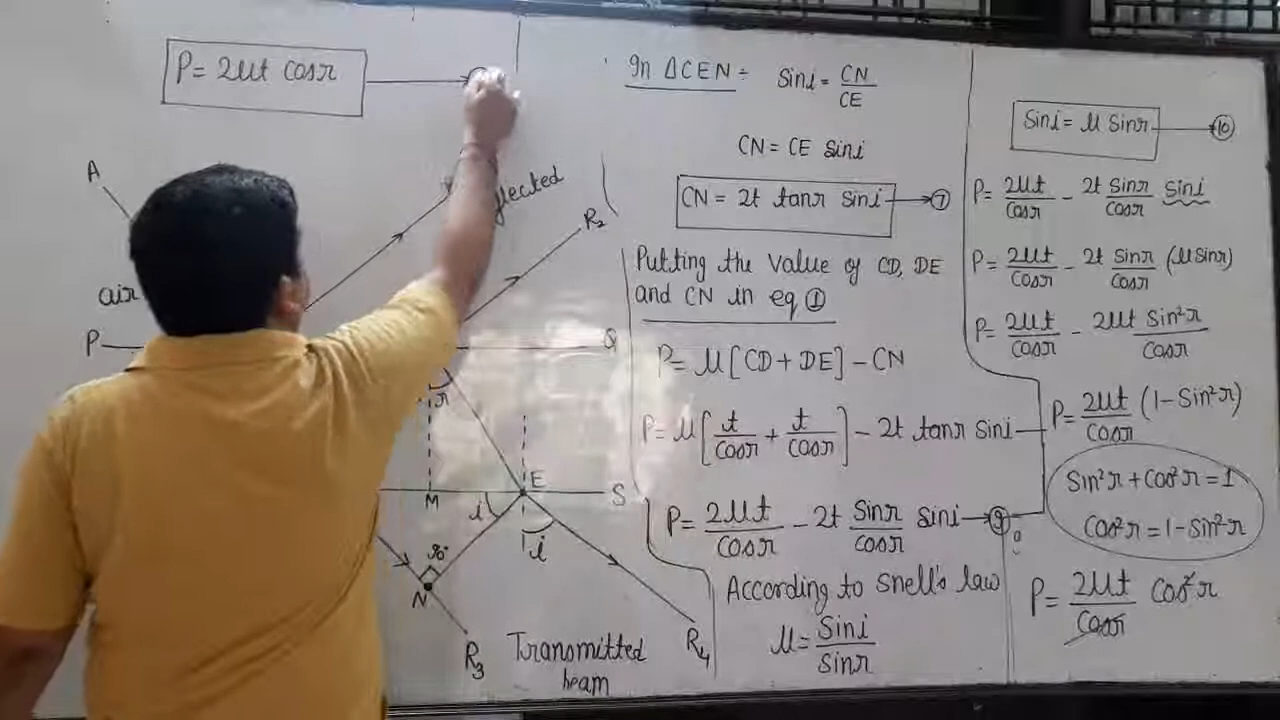 P = 2μt cosr
A
R₂
air
P
Q
r
M
E
S
i
90°
i
N
R₃
Transmitted
beam
R₄
In ΔCEN = Sini = CN/CE
CN = CE Sini
CN = 2t tanr Sini → ⑦
Putting the value of CD, DE
and CN in eq ①
P = μ[CD + DE] - CN
P = μ[t/Cosr + t/Cosr] - 2t tanr Sini
P = 2μt/Cosr - 2t Sinr/Cosr Sini → ⑨
According to Snell's law
μ = Sini/Sinr
Sini = μ Sinr → ⑩
P = 2μt/Cosr - 2t Sinr/Cosr Sini
P = 2μt/Cosr - 2t Sinr/Cosr (μ Sinr)
P = 2μt/Cosr - 2μt Sin²r/Cosr
P = 2μt/Cosr (1 - Sin²r)
Sin²r + Cos²r = 1
Cos²r = 1 - Sin²r
P = 2μt/Cosr Cos²r